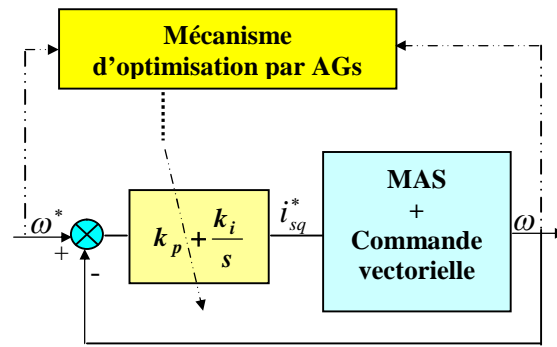 Mécanisme
d'optimisation par AGs
ω*
+
-
k_p + k_i/s
i*_sq
MAS
+
Commande
vectorielle
ω